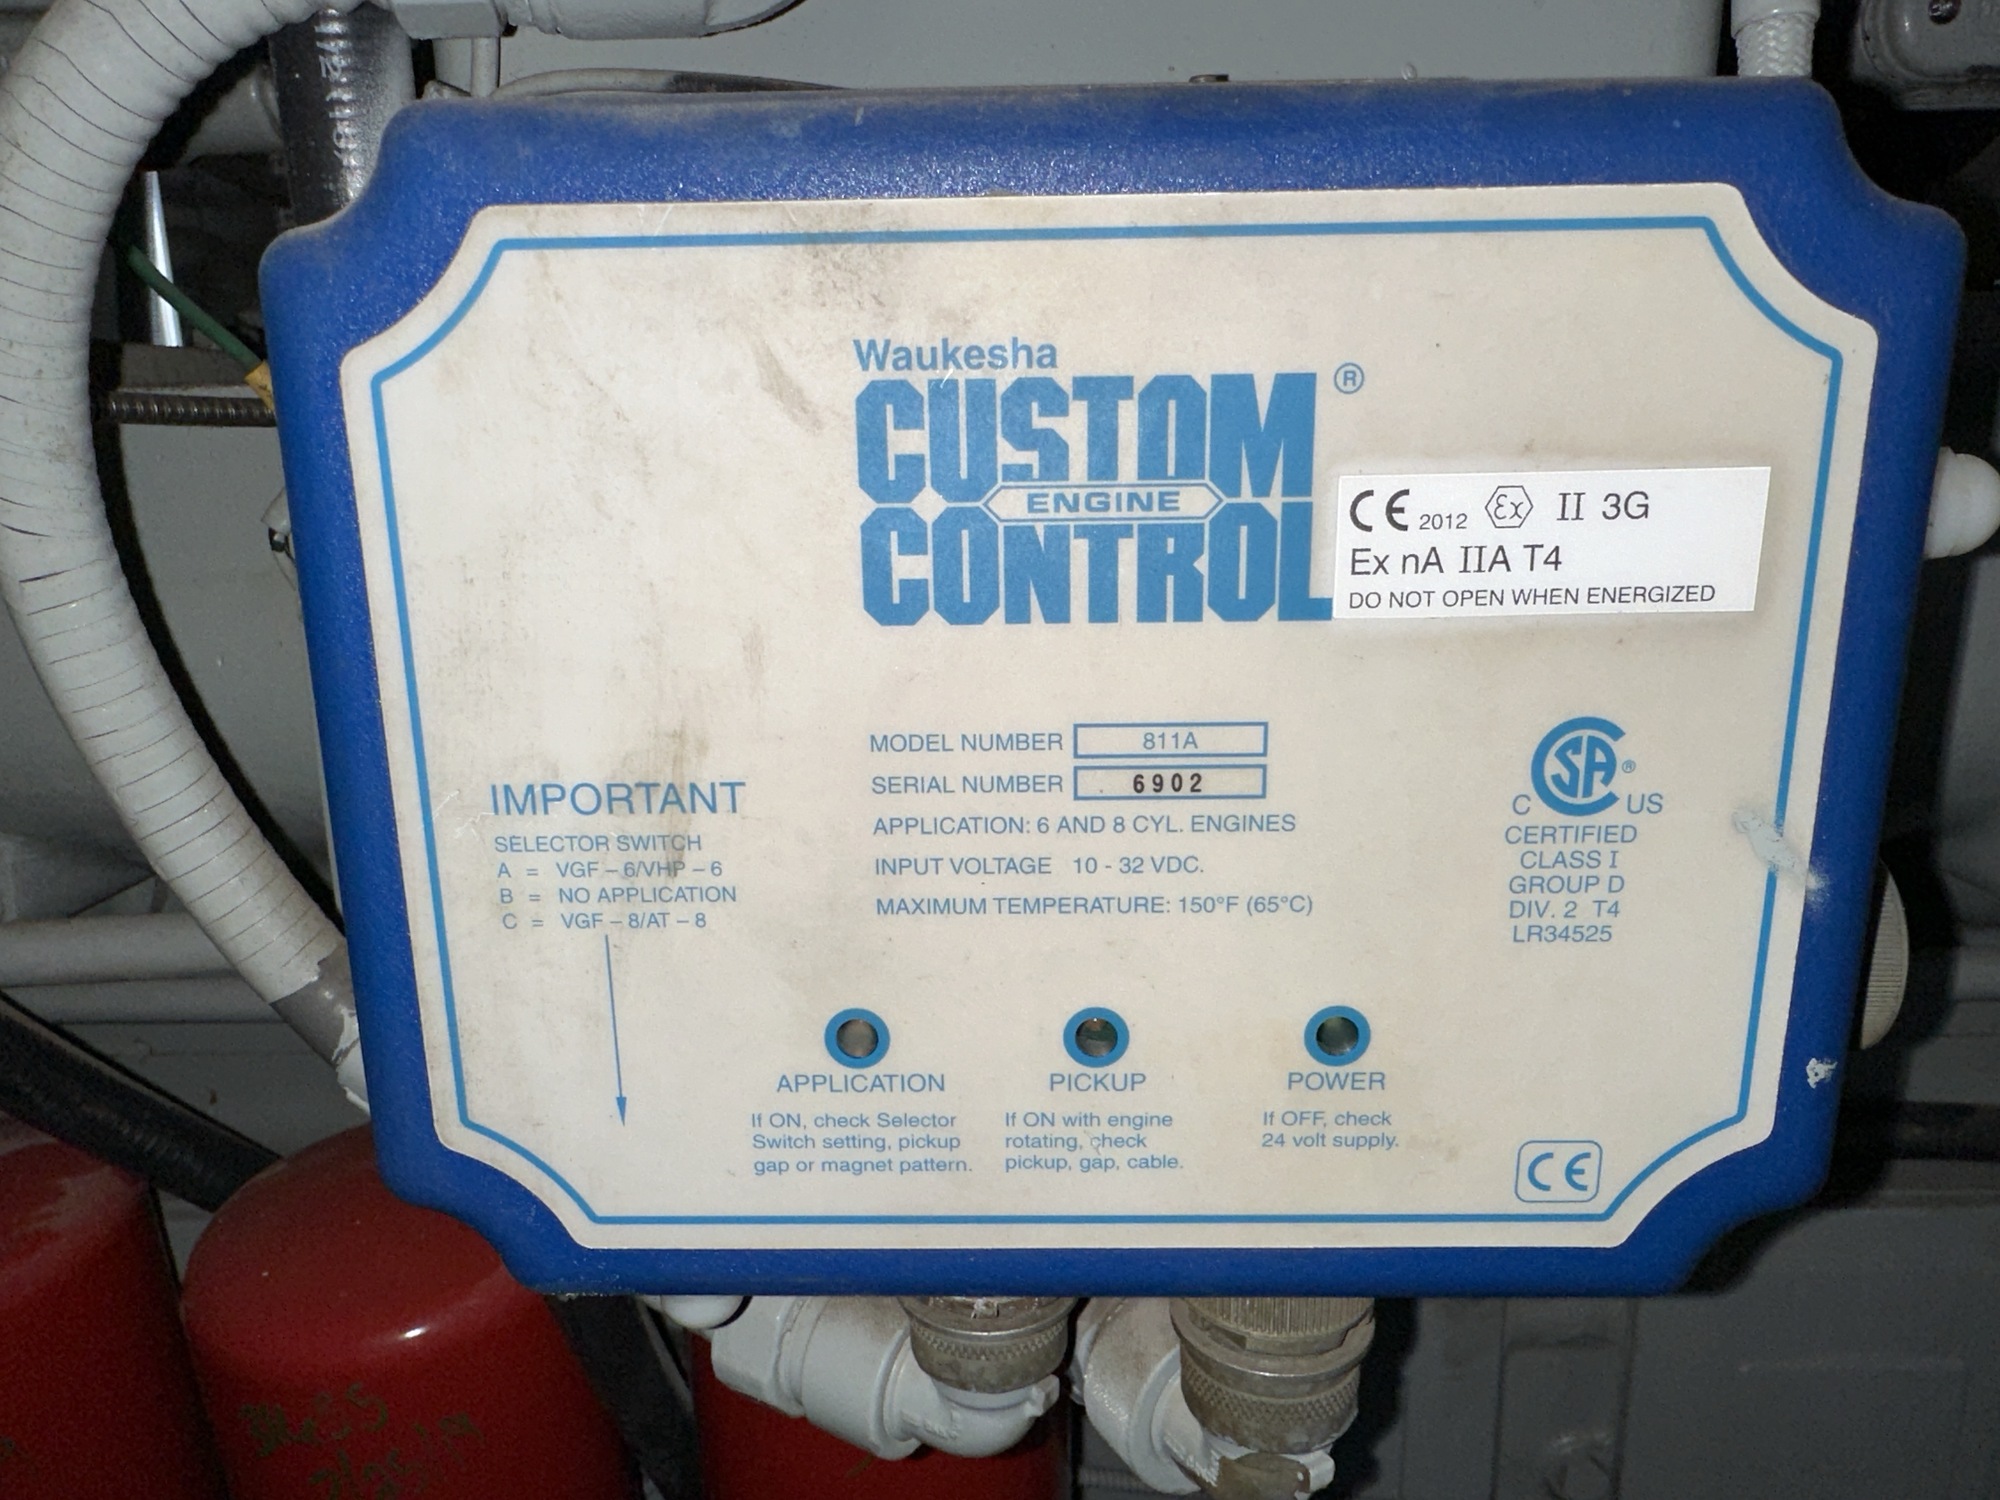 Waukesha
CUSTOM ®
ENGINE
CONTROL
CE 2012 Ex II 3G
Ex nA IIA T4
DO NOT OPEN WHEN ENERGIZED
MODEL NUMBER 811A
SERIAL NUMBER 6902
APPLICATION: 6 AND 8 CYL. ENGINES
INPUT VOLTAGE 10 - 32 VDC.
MAXIMUM TEMPERATURE: 150°F (65°C)
IMPORTANT
SELECTOR SWITCH
A = VGF – 6/VHP – 6
B = NO APPLICATION
C = VGF – 8/AT – 8
CSA ®
C US
CERTIFIED
CLASS I
GROUP D
DIV. 2 T4
LR34525
APPLICATION
If ON, check Selector
Switch setting, pickup
gap or magnet pattern.
PICKUP
If ON with engine
rotating, check
pickup, gap, cable.
POWER
If OFF, check
24 volt supply.
CE